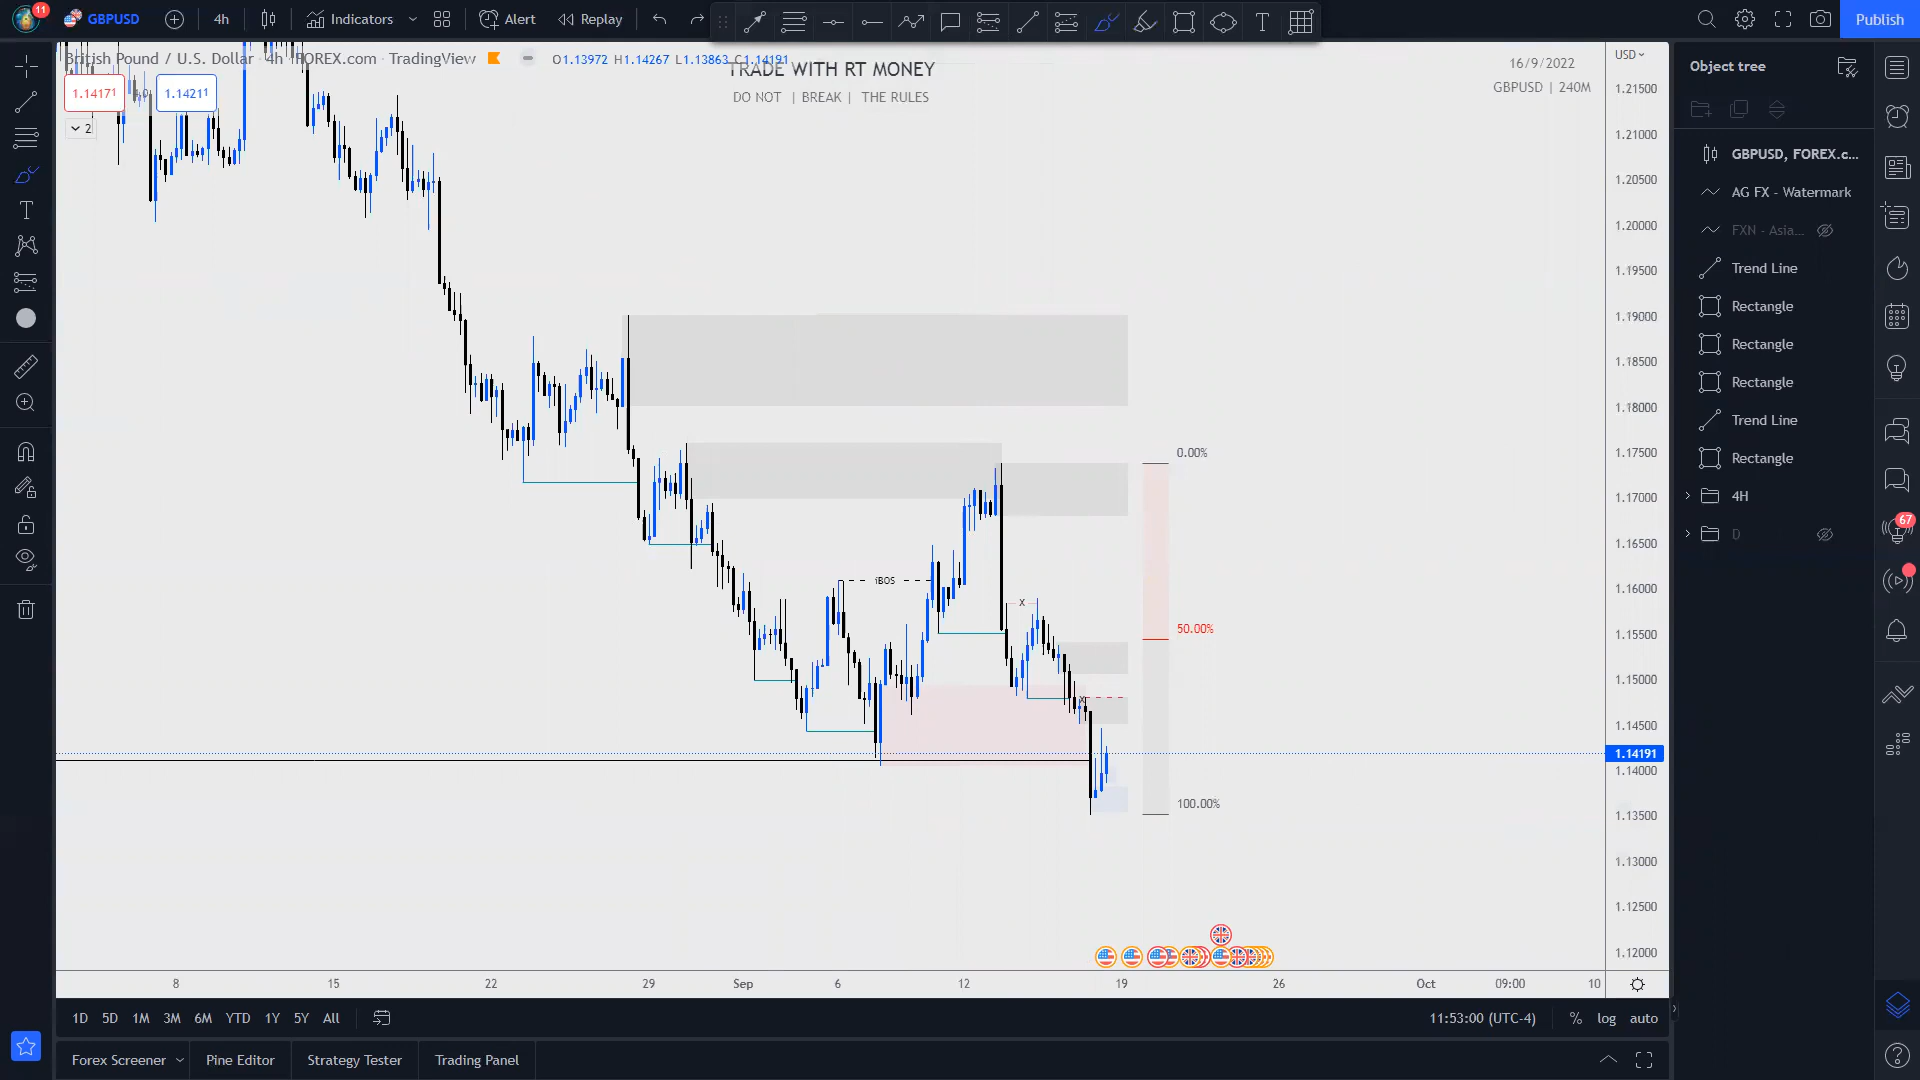 11
GBPUSD
4h
Indicators
Alert
Replay
Publish
British Pound / U.S. Dollar · 4h · FOREX.com · TradingView
O1.13972 H1.14267 L1.13863 C1.14191
1.14171
1.14211
2
TRADE WITH RT MONEY
DO NOT | BREAK | THE RULES
16/9/2022
GBPUSD | 240M
USD
1.21500
1.21000
1.20500
1.20000
1.19500
1.19000
1.18500
1.18000
1.17500
1.17000
1.16500
1.16000
1.15500
1.15000
1.14500
1.14191
1.14000
1.13500
1.13000
1.12500
1.12000
0.00%
50.00%
100.00%
iBOS
X
X
8
15
22
29
Sep
6
12
19
26
Oct
09:00
10
1D
5D
1M
3M
6M
YTD
1Y
5Y
All
11:53:00 (UTC-4)
%
log
auto
Forex Screener
Pine Editor
Strategy Tester
Trading Panel
Object tree
GBPUSD, FOREX.c...
AG FX - Watermark
FXN - Asia...
Trend Line
Rectangle
Rectangle
Rectangle
Trend Line
Rectangle
4H
D
67